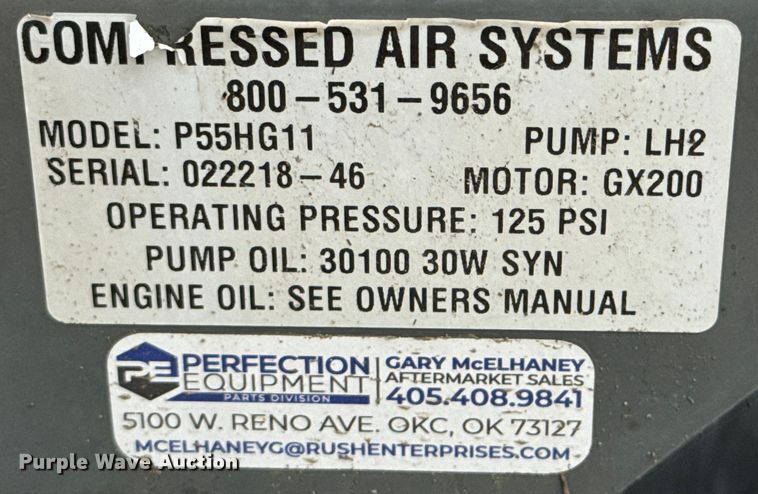 COMPRESSED AIR SYSTEMS
800-531-9656
MODEL: P55HG11 PUMP: LH2
SERIAL: 022218-46 MOTOR: GX200
OPERATING PRESSURE: 125 PSI
PUMP OIL: 30100 30W SYN
ENGINE OIL: SEE OWNERS MANUAL
PE PERFECTION EQUIPMENT PARTS DIVISION
GARY McELHANEY
AFTERMARKET SALES
405.408.9841
5100 W. RENO AVE. OKC, OK 73127
MCELHANEYG@RUSHENTERPRISES.COM
Purple Wave Auction